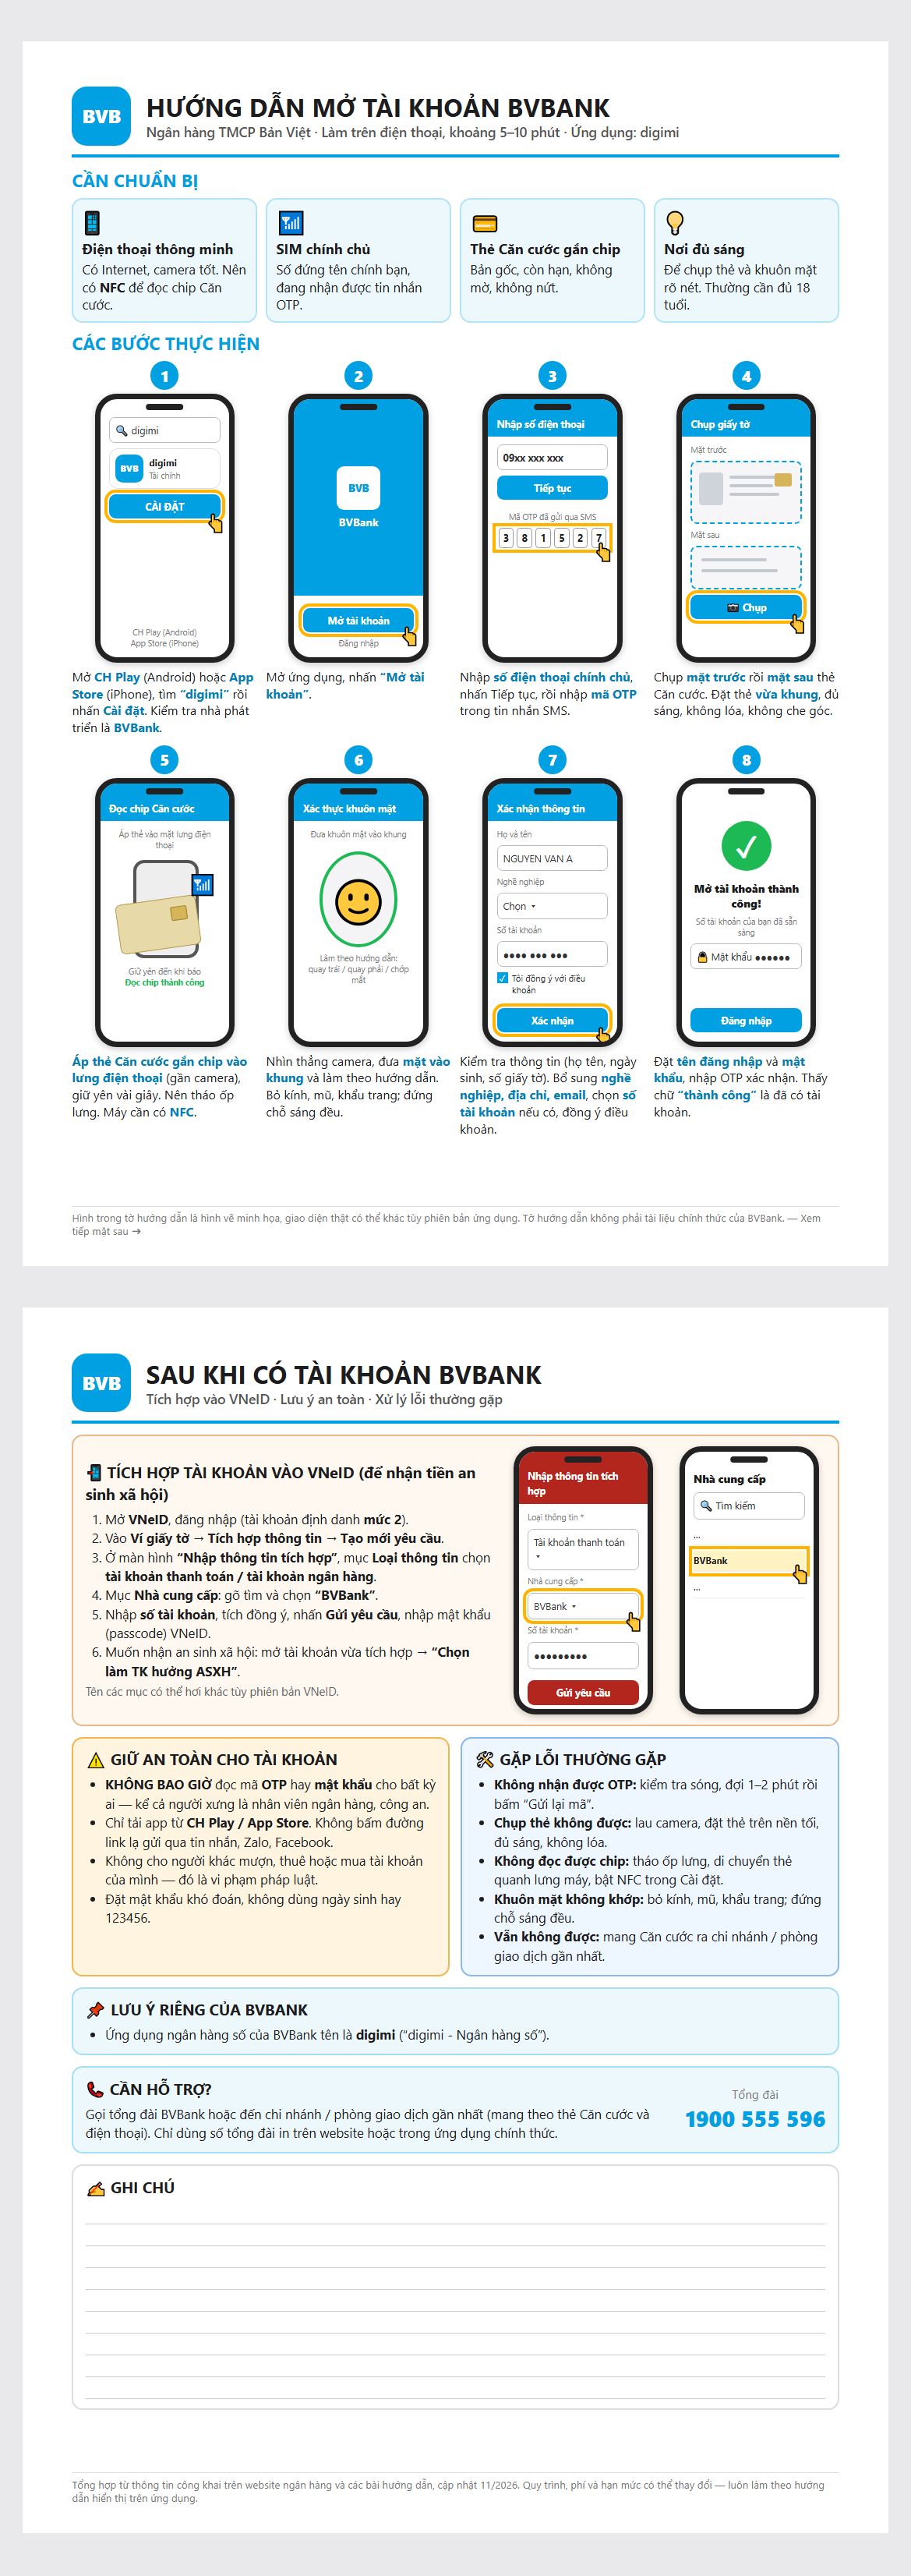 BVB
HƯỚNG DẪN MỞ TÀI KHOẢN BVBANK
Ngân hàng TMCP Bản Việt · Làm trên điện thoại, khoảng 5–10 phút · Ứng dụng: digimi
CẦN CHUẨN BỊ
Điện thoại thông minh
Có Internet, camera tốt. Nên
có NFC để đọc chip Căn
cước.
SIM chính chủ
Số đứng tên chính bạn,
đang nhận được tin nhắn
OTP.
Thẻ Căn cước gắn chip
Bản gốc, còn hạn, không
mờ, không nứt.
Nơi đủ sáng
Để chụp thẻ và khuôn mặt
rõ nét. Thường cần đủ 18
tuổi.
CÁC BƯỚC THỰC HIỆN
1
digimi
BVB
digimi
Tài chính
CÀI ĐẶT
CH Play (Android)
App Store (iPhone)
Mở CH Play (Android) hoặc App
Store (iPhone), tìm “digimi” rồi
nhấn Cài đặt. Kiểm tra nhà phát
triển là BVBank.
2
BVB
BVBank
Mở tài khoản
Đăng nhập
Mở ứng dụng, nhấn “Mở tài
khoản”.
3
Nhập số điện thoại
09xx xxx xxx
Tiếp tục
Mã OTP đã gửi qua SMS
3 8 1 5 2 7
Nhập số điện thoại chính chủ,
nhấn Tiếp tục, rồi nhập mã OTP
trong tin nhắn SMS.
4
Chụp giấy tờ
Mặt trước
Mặt sau
Chụp
Chụp mặt trước rồi mặt sau thẻ
Căn cước. Đặt thẻ vừa khung, đủ
sáng, không lóa, không che góc.
5
Đọc chip Căn cước
Áp thẻ vào mặt lưng điện
thoại
Giữ yên đến khi báo
Đọc chip thành công
Áp thẻ Căn cước gắn chip vào
lưng điện thoại (gần camera),
giữ yên vài giây. Nên tháo ốp
lưng. Máy cần có NFC.
6
Xác thực khuôn mặt
Đưa khuôn mặt vào khung
Làm theo hướng dẫn:
quay trái / quay phải / chớp
mắt
Nhìn thẳng camera, đưa mặt vào
khung và làm theo hướng dẫn.
Bỏ kính, mũ, khẩu trang; đứng
chỗ sáng đều.
7
Xác nhận thông tin
Họ và tên
NGUYEN VAN A
Nghề nghiệp
Chọn ▾
Số tài khoản
●●●● ●●● ●●●
Tôi đồng ý với điều
khoản
Xác nhận
Kiểm tra thông tin (họ tên, ngày
sinh, số giấy tờ). Bổ sung nghề
nghiệp, địa chỉ, email, chọn số
tài khoản nếu có, đồng ý điều
khoản.
8
Mở tài khoản thành
công!
Số tài khoản của bạn đã sẵn
sàng
Mật khẩu ●●●●●●
Đăng nhập
Đặt tên đăng nhập và mật
khẩu, nhập OTP xác nhận. Thấy
chữ “thành công” là đã có tài
khoản.
Hình trong tờ hướng dẫn là hình vẽ minh họa, giao diện thật có thể khác tùy phiên bản ứng dụng. Tờ hướng dẫn không phải tài liệu chính thức của BVBank. — Xem
tiếp mặt sau →
BVB
SAU KHI CÓ TÀI KHOẢN BVBANK
Tích hợp vào VNeID · Lưu ý an toàn · Xử lý lỗi thường gặp
TÍCH HỢP TÀI KHOẢN VÀO VNeID (để nhận tiền an
sinh xã hội)
1. Mở VNeID, đăng nhập (tài khoản định danh mức 2).
2. Vào Ví giấy tờ → Tích hợp thông tin → Tạo mới yêu cầu.
3. Ở màn hình “Nhập thông tin tích hợp”, mục Loại thông tin chọn
tài khoản thanh toán / tài khoản ngân hàng.
4. Mục Nhà cung cấp: gõ tìm và chọn “BVBank”.
5. Nhập số tài khoản, tích đồng ý, nhấn Gửi yêu cầu, nhập mật khẩu
(passcode) VNeID.
6. Muốn nhận an sinh xã hội: mở tài khoản vừa tích hợp → “Chọn
làm TK hưởng ASXH”.
Tên các mục có thể hơi khác tùy phiên bản VNeID.
Nhập thông tin tích
hợp
Loại thông tin *
Tài khoản thanh toán
▾
Nhà cung cấp *
BVBank ▾
Số tài khoản *
●●●●●●●●●
Gửi yêu cầu
Nhà cung cấp
Tìm kiếm
...
BVBank
...
GIỮ AN TOÀN CHO TÀI KHOẢN
• KHÔNG BAO GIỜ đọc mã OTP hay mật khẩu cho bất kỳ
ai — kể cả người xưng là nhân viên ngân hàng, công an.
• Chỉ tải app từ CH Play / App Store. Không bấm đường
link lạ gửi qua tin nhắn, Zalo, Facebook.
• Không cho người khác mượn, thuê hoặc mua tài khoản
của mình — đó là vi phạm pháp luật.
• Đặt mật khẩu khó đoán, không dùng ngày sinh hay
123456.
GẶP LỖI THƯỜNG GẶP
• Không nhận được OTP: kiểm tra sóng, đợi 1–2 phút rồi
bấm “Gửi lại mã”.
• Chụp thẻ không được: lau camera, đặt thẻ trên nền tối,
đủ sáng, không lóa.
• Không đọc được chip: tháo ốp lưng, di chuyển thẻ
quanh lưng máy, bật NFC trong Cài đặt.
• Khuôn mặt không khớp: bỏ kính, mũ, khẩu trang; đứng
chỗ sáng đều.
• Vẫn không được: mang Căn cước ra chi nhánh / phòng
giao dịch gần nhất.
LƯU Ý RIÊNG CỦA BVBANK
• Ứng dụng ngân hàng số của BVBank tên là digimi (“digimi - Ngân hàng số”).
CẦN HỖ TRỢ?
Gọi tổng đài BVBank hoặc đến chi nhánh / phòng giao dịch gần nhất (mang theo thẻ Căn cước và
điện thoại). Chỉ dùng số tổng đài in trên website hoặc trong ứng dụng chính thức.
Tổng đài
1900 555 596
GHI CHÚ
Tổng hợp từ thông tin công khai trên website ngân hàng và các bài hướng dẫn, cập nhật 11/2026. Quy trình, phí và hạn mức có thể thay đổi — luôn làm theo hướng
dẫn hiển thị trên ứng dụng.